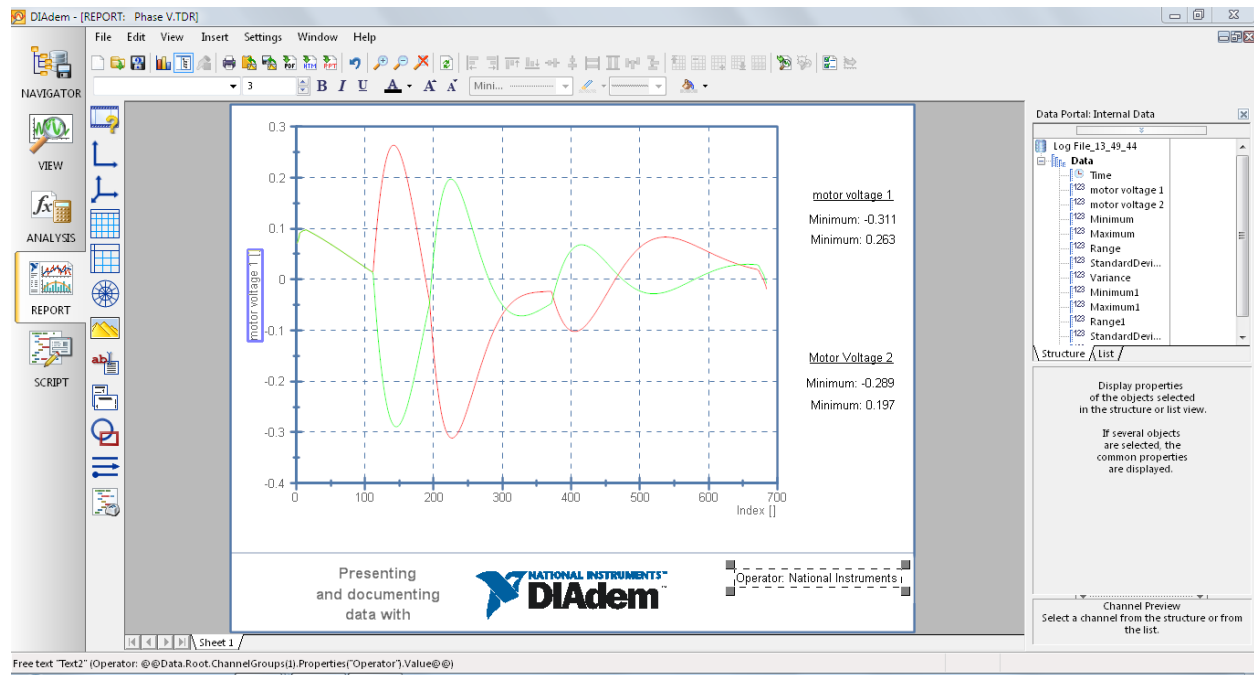 DIAdem - [REPORT:   Phase V.TDR]
File Edit View Insert Settings Window Help
3 B I U A A A Mini...
NAVIGATOR
VIEW
ANALYSIS
REPORT
SCRIPT
0.3
0.2
0.1
0
-0.1
-0.2
-0.3
-0.4
motor voltage 1 []
0 100 200 300 400 500 600 700
Index []
motor voltage 1
Minimum: -0.311
Minimum: 0.263
Motor Voltage 2
Minimum: -0.289
Minimum: 0.197
Presenting
and documenting
data with
NATIONAL INSTRUMENTS™
DIAdem™
Operator: National Instruments
Sheet 1
Data Portal: Internal Data
Log File_13_49_44
Data
Time
motor voltage 1
motor voltage 2
Minimum
Maximum
Range
StandardDevi...
Variance
Minimum1
Maximum1
Range1
StandardDevi...
Structure List
Display properties
of the objects selected
in the structure or list view.
If several objects
are selected, the
common properties
are displayed.
Channel Preview
Select a channel from the structure or from
the list.
Free text "Text2" (Operator: @@Data.Root.ChannelGroups(1).Properties("Operator").Value@@)